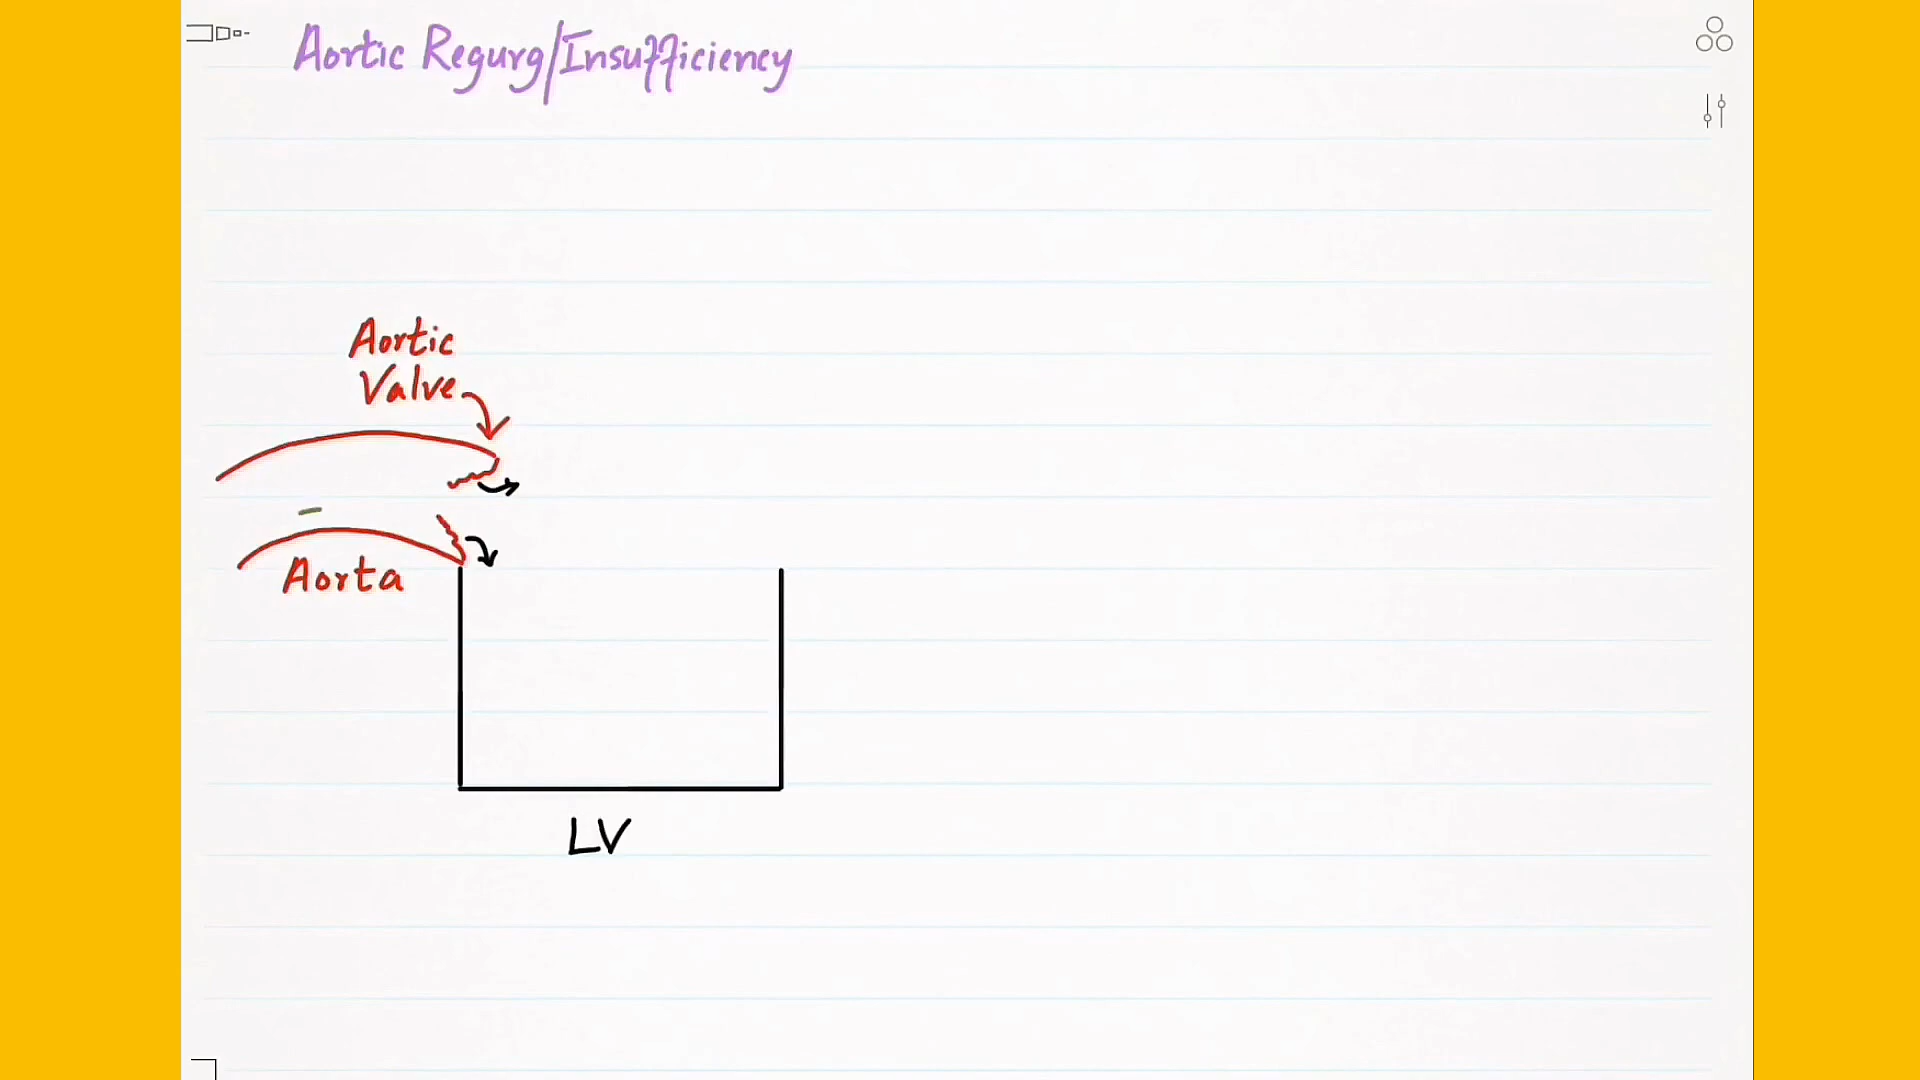 Aortic Regurg/Insufficiency
Aortic
Valve
Aorta
LV